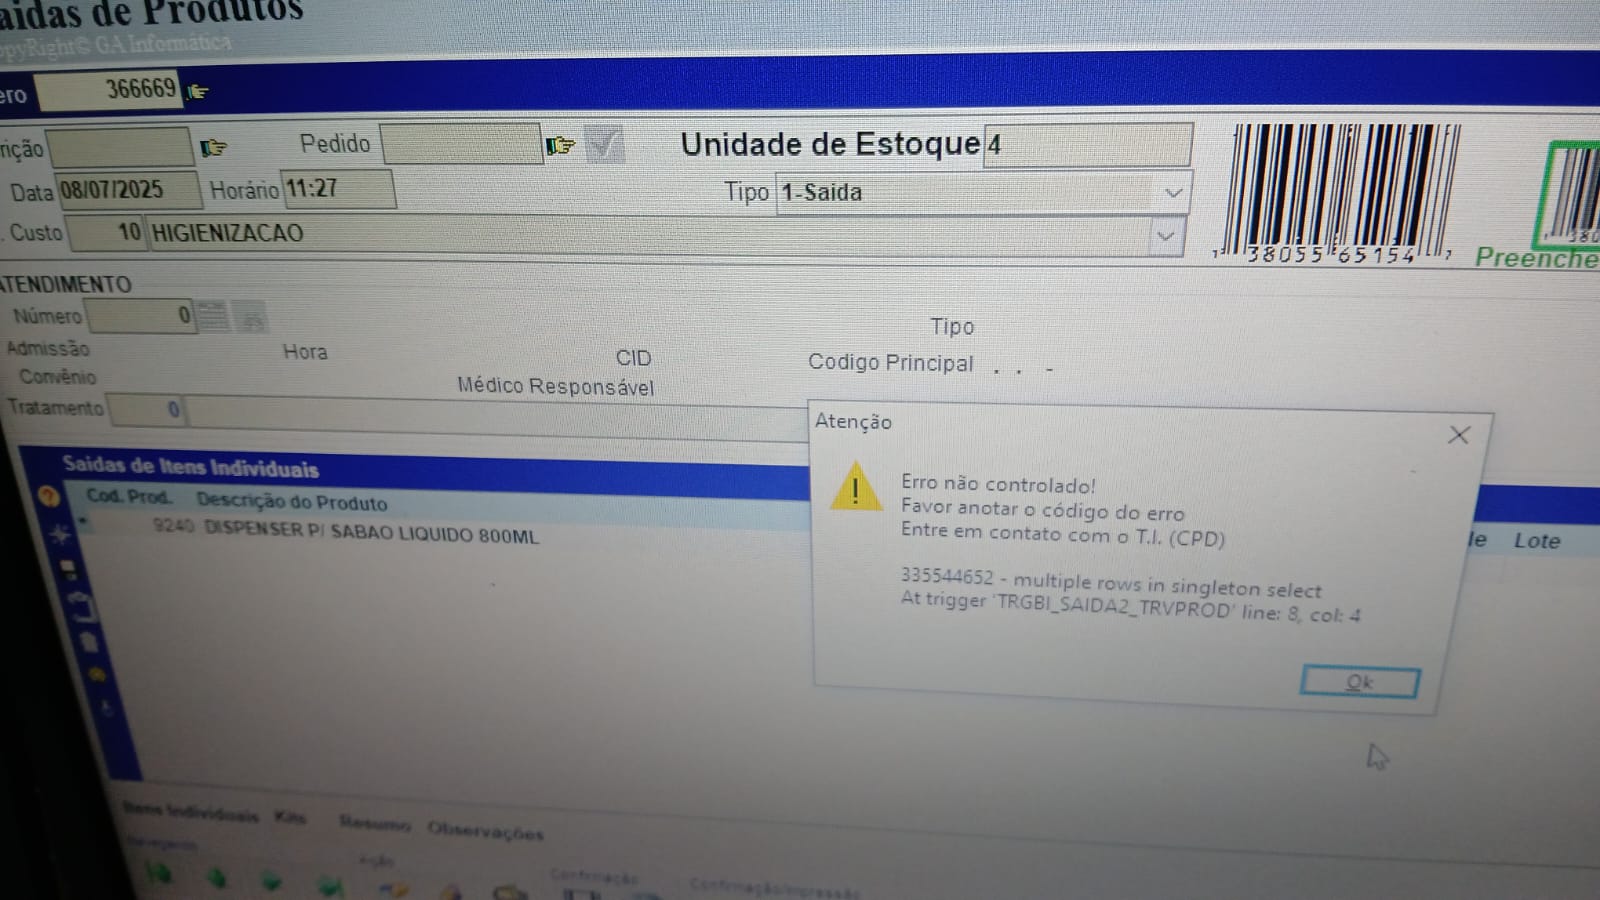 aidas de Produtos
opyRight© GA Informática
ero 366669
rição Pedido Unidade de Estoque 4
Data 08/07/2025 Horário 11:27 Tipo 1-Saida
. Custo 10 HIGIENIZACAO
38055 65154
380
Preenche
ATENDIMENTO
Número 0
Tipo
Admissão Hora CID Codigo Principal . . -
Convênio Médico Responsável
Tratamento 0
Atenção
Erro não controlado!
Favor anotar o código do erro
Entre em contato com o T.I. (CPD)
335544652 - multiple rows in singleton select
At trigger 'TRGBI_SAIDA2_TRVPROD' line: 8, col: 4
Ok
Saidas de Itens Individuais
Cod. Prod. Descrição do Produto
le Lote
9240 DISPENSER P/ SABAO LIQUIDO 800ML
Itens Individuais Kits Resumo Observações
Navegando Ação Confirmação Confirmação/Impressão